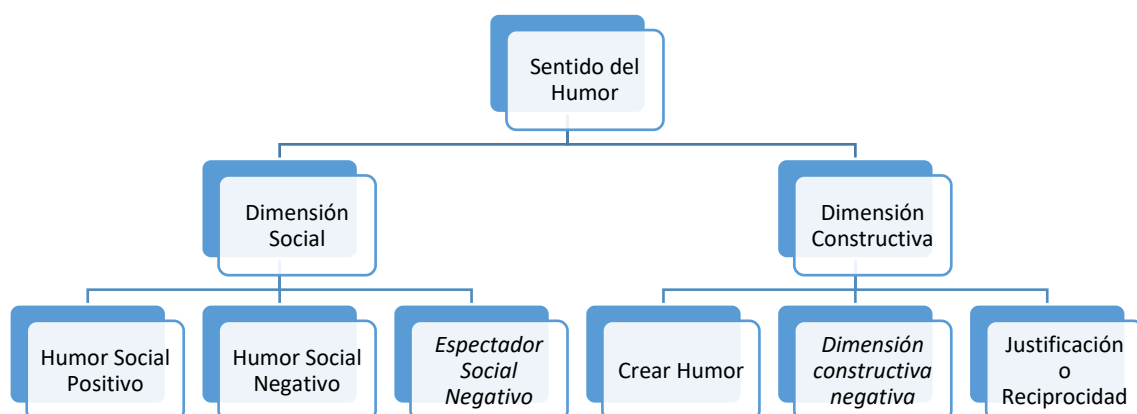 Sentido del
Humor
Dimensión
Social
Dimensión
Constructiva
Humor Social
Positivo
Humor Social
Negativo
Espectador
Social
Negativo
Crear Humor
Dimensión
constructiva
negativa
Justificación
o
Reciprocidad